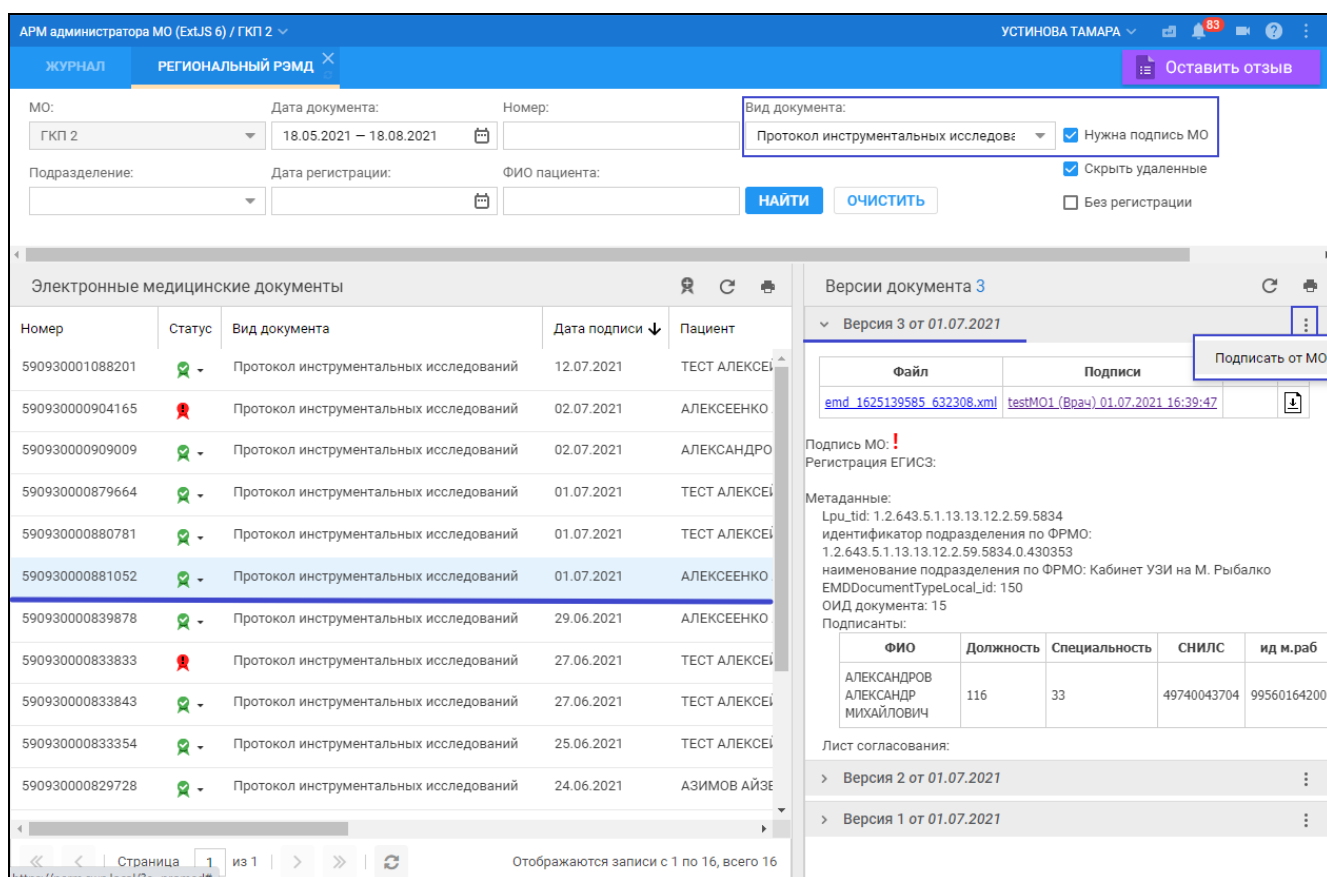 АРМ администратора МО (ExtJS 6) / ГКП 2 УСТИНОВА ТАМАРА 83
ЖУРНАЛ РЕГИОНАЛЬНЫЙ РЭМД Оставить отзыв
МО: Дата документа: Номер: Вид документа:
ГКП 2 18.05.2021 — 18.08.2021 Протокол инструментальных исследова Нужна подпись МО
Подразделение: Дата регистрации: ФИО пациента: Скрыть удаленные
НАЙТИ ОЧИСТИТЬ Без регистрации
Электронные медицинские документы
Номер Статус Вид документа Дата подписи Пациент
590930001088201 Протокол инструментальных исследований 12.07.2021 ТЕСТ АЛЕКСЕЙ
590930000904165 Протокол инструментальных исследований 02.07.2021 АЛЕКСЕЕНКО
590930000909009 Протокол инструментальных исследований 02.07.2021 АЛЕКСАНДРО
590930000879664 Протокол инструментальных исследований 01.07.2021 ТЕСТ АЛЕКСЕЙ
590930000880781 Протокол инструментальных исследований 01.07.2021 ТЕСТ АЛЕКСЕЙ
590930000881052 Протокол инструментальных исследований 01.07.2021 АЛЕКСЕЕНКО
590930000839878 Протокол инструментальных исследований 29.06.2021 АЛЕКСЕЕНКО
590930000833833 Протокол инструментальных исследований 27.06.2021 ТЕСТ АЛЕКСЕЙ
590930000833843 Протокол инструментальных исследований 27.06.2021 ТЕСТ АЛЕКСЕЙ
590930000833354 Протокол инструментальных исследований 25.06.2021 ТЕСТ АЛЕКСЕЙ
590930000829728 Протокол инструментальных исследований 24.06.2021 АЗИМОВ АЙЗЕ
Страница 1 из 1 Отображаются записи с 1 по 16, всего 16
Версии документа 3
Версия 3 от 01.07.2021
Подписать от МО
Файл Подписи
emd_1625139585_632308.xml testMO1 (Врач) 01.07.2021 16:39:47
Подпись МО: !
Регистрация ЕГИСЗ:
Метаданные:
Lpu_tid: 1.2.643.5.1.13.13.12.2.59.5834
идентификатор подразделения по ФРМО:
1.2.643.5.1.13.13.12.2.59.5834.0.430353
наименование подразделения по ФРМО: Кабинет УЗИ на М. Рыбалко
EMDDocumentTypeLocal_id: 150
ОИД документа: 15
Подписанты:
ФИО Должность Специальность СНИЛС ид м.раб
АЛЕКСАНДРОВ
АЛЕКСАНДР 116 33 49740043704 99560164200
МИХАЙЛОВИЧ
Лист согласования:
Версия 2 от 01.07.2021
Версия 1 от 01.07.2021